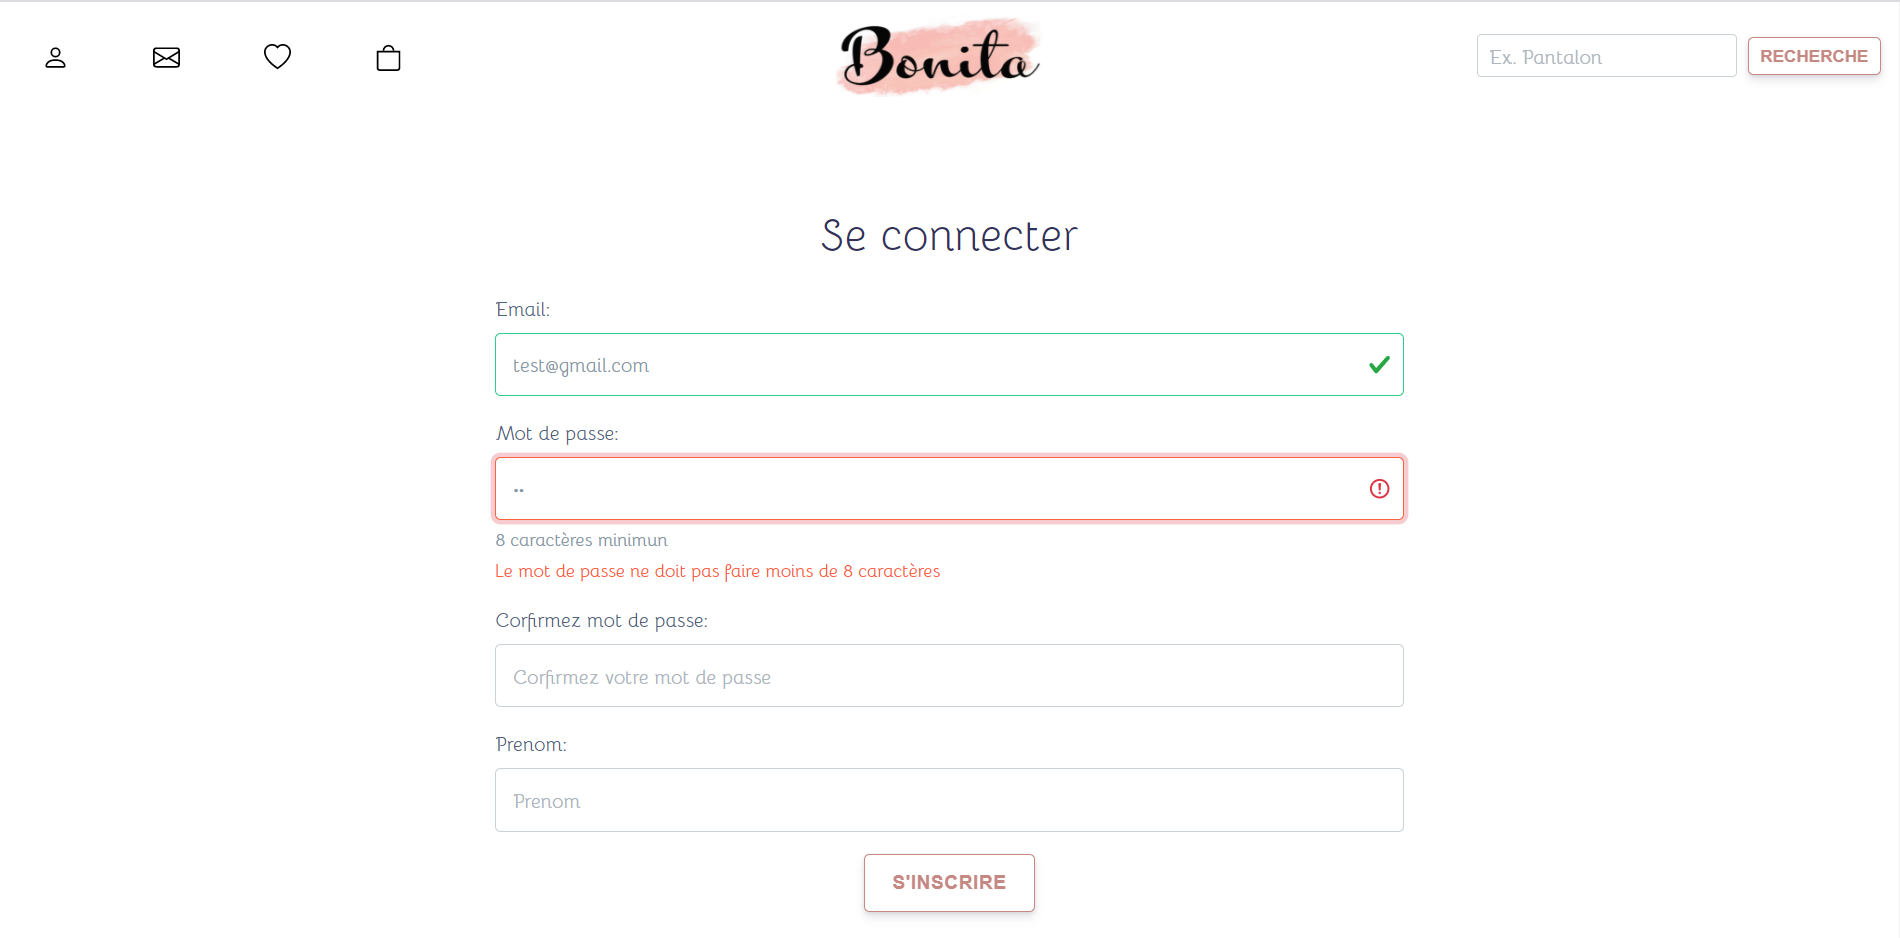 Bonita
Ex. Pantalon
RECHERCHE
Se connecter
Email:
test@gmail.com
Mot de passe:
8 caractères minimun
Le mot de passe ne doit pas faire moins de 8 caractères
Corfirmez mot de passe:
Corfirmez votre mot de passe
Prenom:
Prenom
S'INSCRIRE